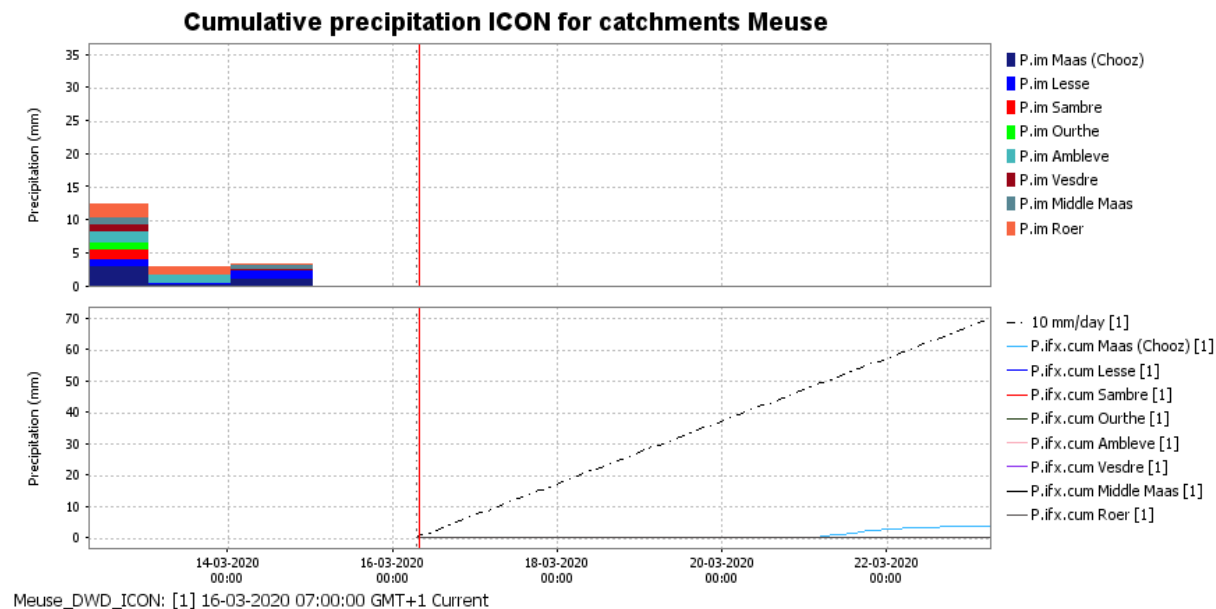 Cumulative precipitation ICON for catchments Meuse
Precipitation (mm)
35
30
25
20
15
10
5
0
P.im Maas (Chooz)
P.im Lesse
P.im Sambre
P.im Ourthe
P.im Ambleve
P.im Vesdre
P.im Middle Maas
P.im Roer
Precipitation (mm)
70
60
50
40
30
20
10
0
10 mm/day [1]
P.ifx.cum Maas (Chooz) [1]
P.ifx.cum Lesse [1]
P.ifx.cum Sambre [1]
P.ifx.cum Ourthe [1]
P.ifx.cum Ambleve [1]
P.ifx.cum Vesdre [1]
P.ifx.cum Middle Maas [1]
P.ifx.cum Roer [1]
14-03-2020 16-03-2020 18-03-2020 20-03-2020 22-03-2020
00:00 00:00 00:00 00:00 00:00
Meuse_DWD_ICON: [1] 16-03-2020 07:00:00 GMT+1 Current